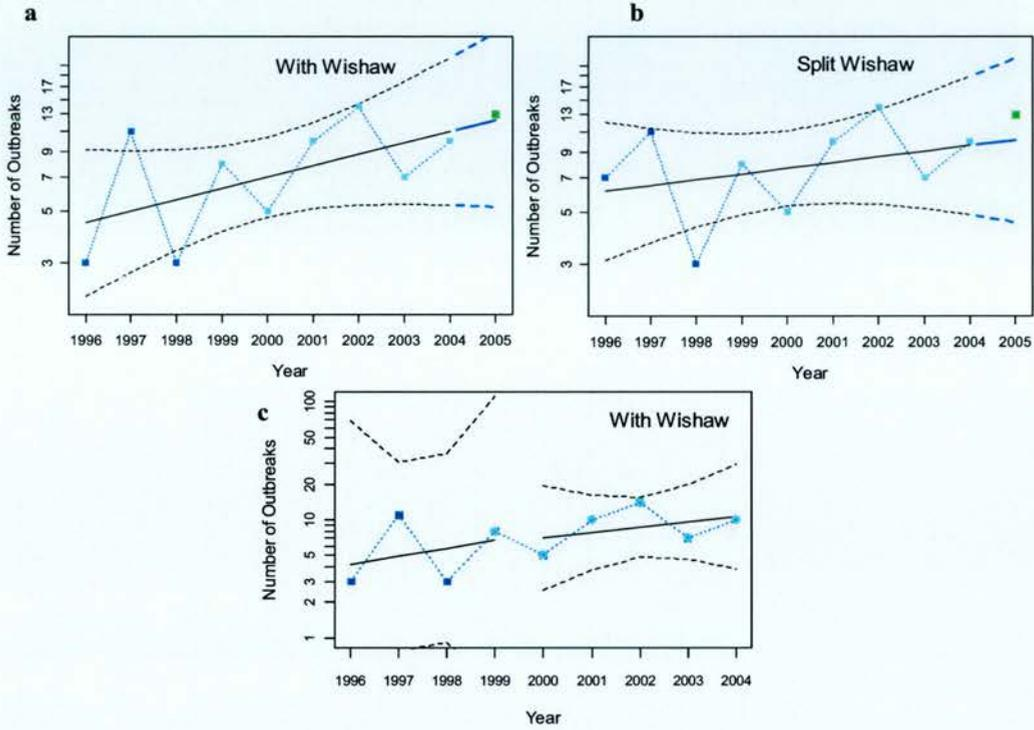 a
With Wishaw
Number of Outbreaks
17
13
9
7
5
3
1996 1997 1998 1999 2000 2001 2002 2003 2004 2005
Year
b
Split Wishaw
Number of Outbreaks
17
13
9
7
5
3
1996 1997 1998 1999 2000 2001 2002 2003 2004 2005
Year
c
With Wishaw
Number of Outbreaks
100
50
20
10
5
3
1
1996 1997 1998 1999 2000 2001 2002 2003 2004
Year